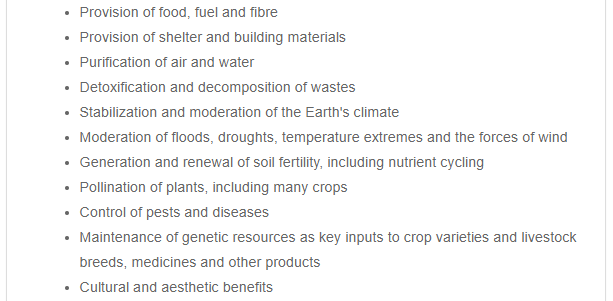 • Provision of food, fuel and fibre
• Provision of shelter and building materials
• Purification of air and water
• Detoxification and decomposition of wastes
• Stabilization and moderation of the Earth's climate
• Moderation of floods, droughts, temperature extremes and the forces of wind
• Generation and renewal of soil fertility, including nutrient cycling
• Pollination of plants, including many crops
• Control of pests and diseases
• Maintenance of genetic resources as key inputs to crop varieties and livestock
breeds, medicines and other products
• Cultural and aesthetic benefits